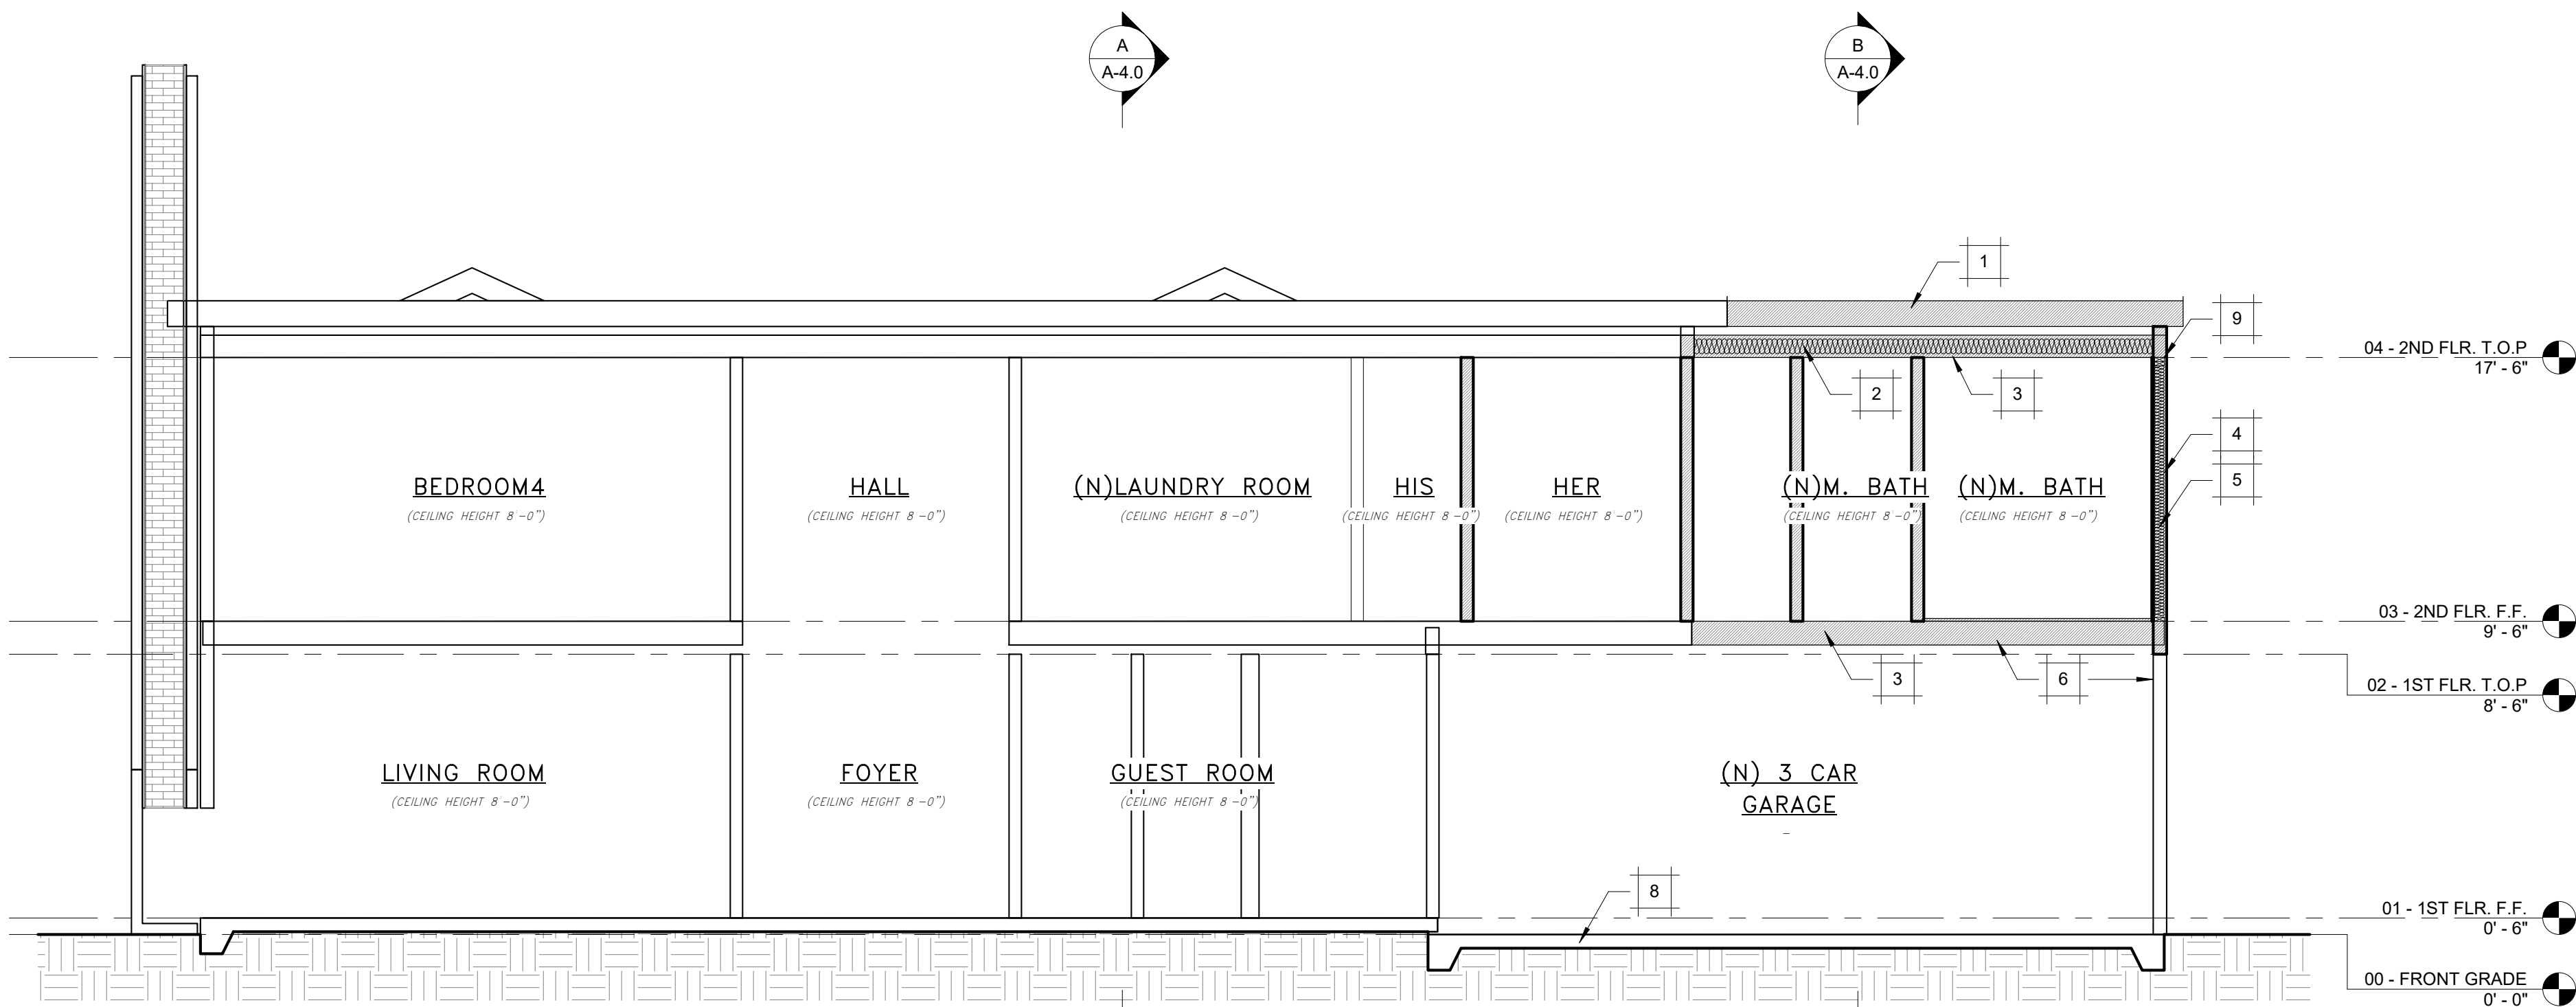 A
A-4.0
B
A-4.0
1
9
04 - 2ND FLR. T.O.P
17' - 6"
2
3
4
5
BEDROOM4
(CEILING HEIGHT 8'-0")
HALL
(CEILING HEIGHT 8'-0")
(N)LAUNDRY ROOM
(CEILING HEIGHT 8'-0")
HIS
(CEILING HEIGHT 8'-0")
HER
(CEILING HEIGHT 8'-0")
(N)M. BATH
(CEILING HEIGHT 8'-0")
(N)M. BATH
(CEILING HEIGHT 8'-0")
03 - 2ND FLR. F.F.
9' - 6"
3
6
02 - 1ST FLR. T.O.P
8' - 6"
LIVING ROOM
(CEILING HEIGHT 8'-0")
FOYER
(CEILING HEIGHT 8'-0")
GUEST ROOM
(CEILING HEIGHT 8'-0")
(N) 3 CAR
GARAGE
-
8
01 - 1ST FLR. F.F.
0' - 6"
00 - FRONT GRADE
0' - 0"